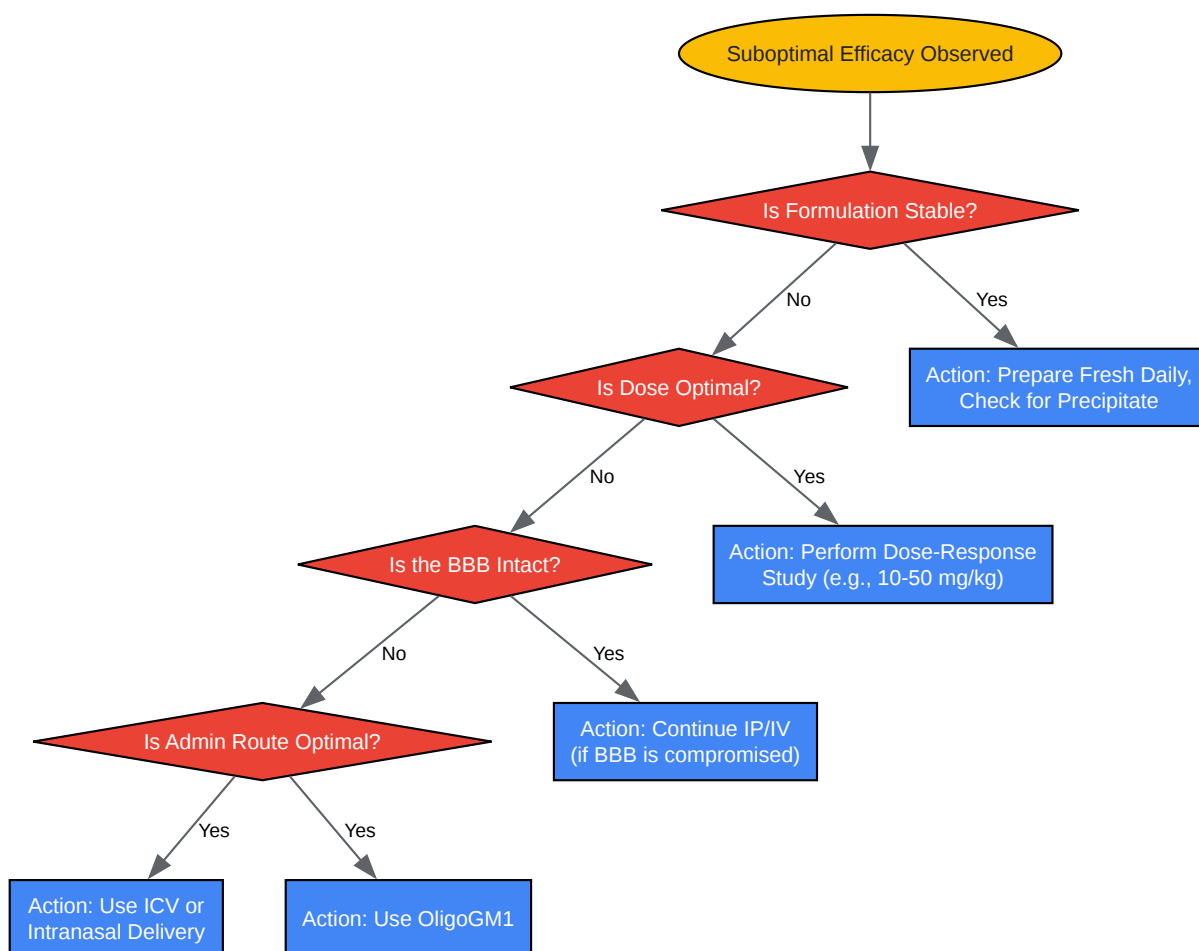 Suboptimal Efficacy Observed
Is Formulation Stable?
No
Yes
Is Dose Optimal?
Action: Prepare Fresh Daily,
Check for Precipitate
No
Yes
Is the BBB Intact?
Action: Perform Dose-Response
Study (e.g., 10-50 mg/kg)
No
Yes
Is Admin Route Optimal?
Action: Continue IP/IV
(if BBB is compromised)
Yes
Yes
Action: Use ICV or
Intranasal Delivery
Action: Use OligoGM1